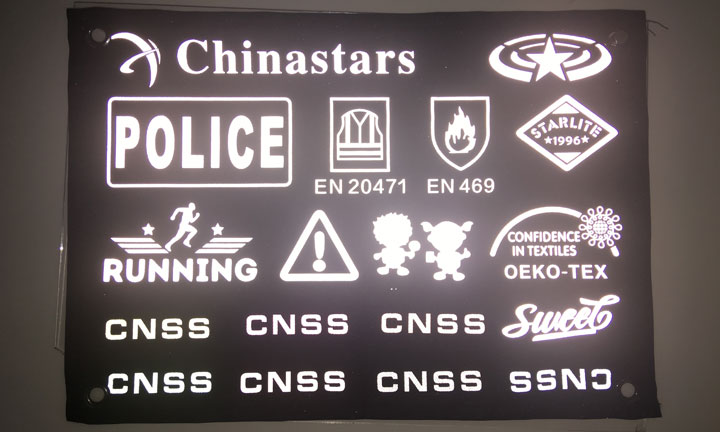 Chinastars
POLICE
EN 20471
EN 469
STARLITE
★1996★
RUNNING
CONFIDENCE
IN TEXTILES
OEKO-TEX
CNSS CNSS CNSS Sweet
CNSS CNSS CNSS CNSS